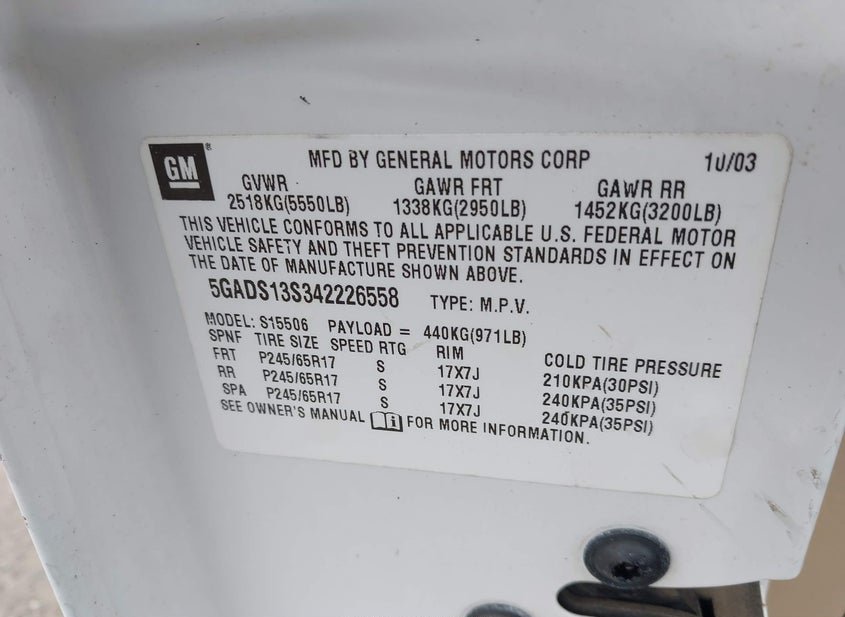 GM ®
MFD BY GENERAL MOTORS CORP 10/03
GVWR GAWR FRT GAWR RR
2518KG(5550LB) 1338KG(2950LB) 1452KG(3200LB)
THIS VEHICLE CONFORMS TO ALL APPLICABLE U.S. FEDERAL MOTOR
VEHICLE SAFETY AND THEFT PREVENTION STANDARDS IN EFFECT ON
THE DATE OF MANUFACTURE SHOWN ABOVE.
5GADS13S342226558 TYPE: M.P.V.
MODEL: S15506 PAYLOAD = 440KG(971LB)
SPNF TIRE SIZE SPEED RTG RIM COLD TIRE PRESSURE
FRT P245/65R17 S 17X7J 210KPA(30PSI)
RR P245/65R17 S 17X7J 240KPA(35PSI)
SPA P245/65R17 S 17X7J 240KPA(35PSI)
SEE OWNER'S MANUAL i FOR MORE INFORMATION.